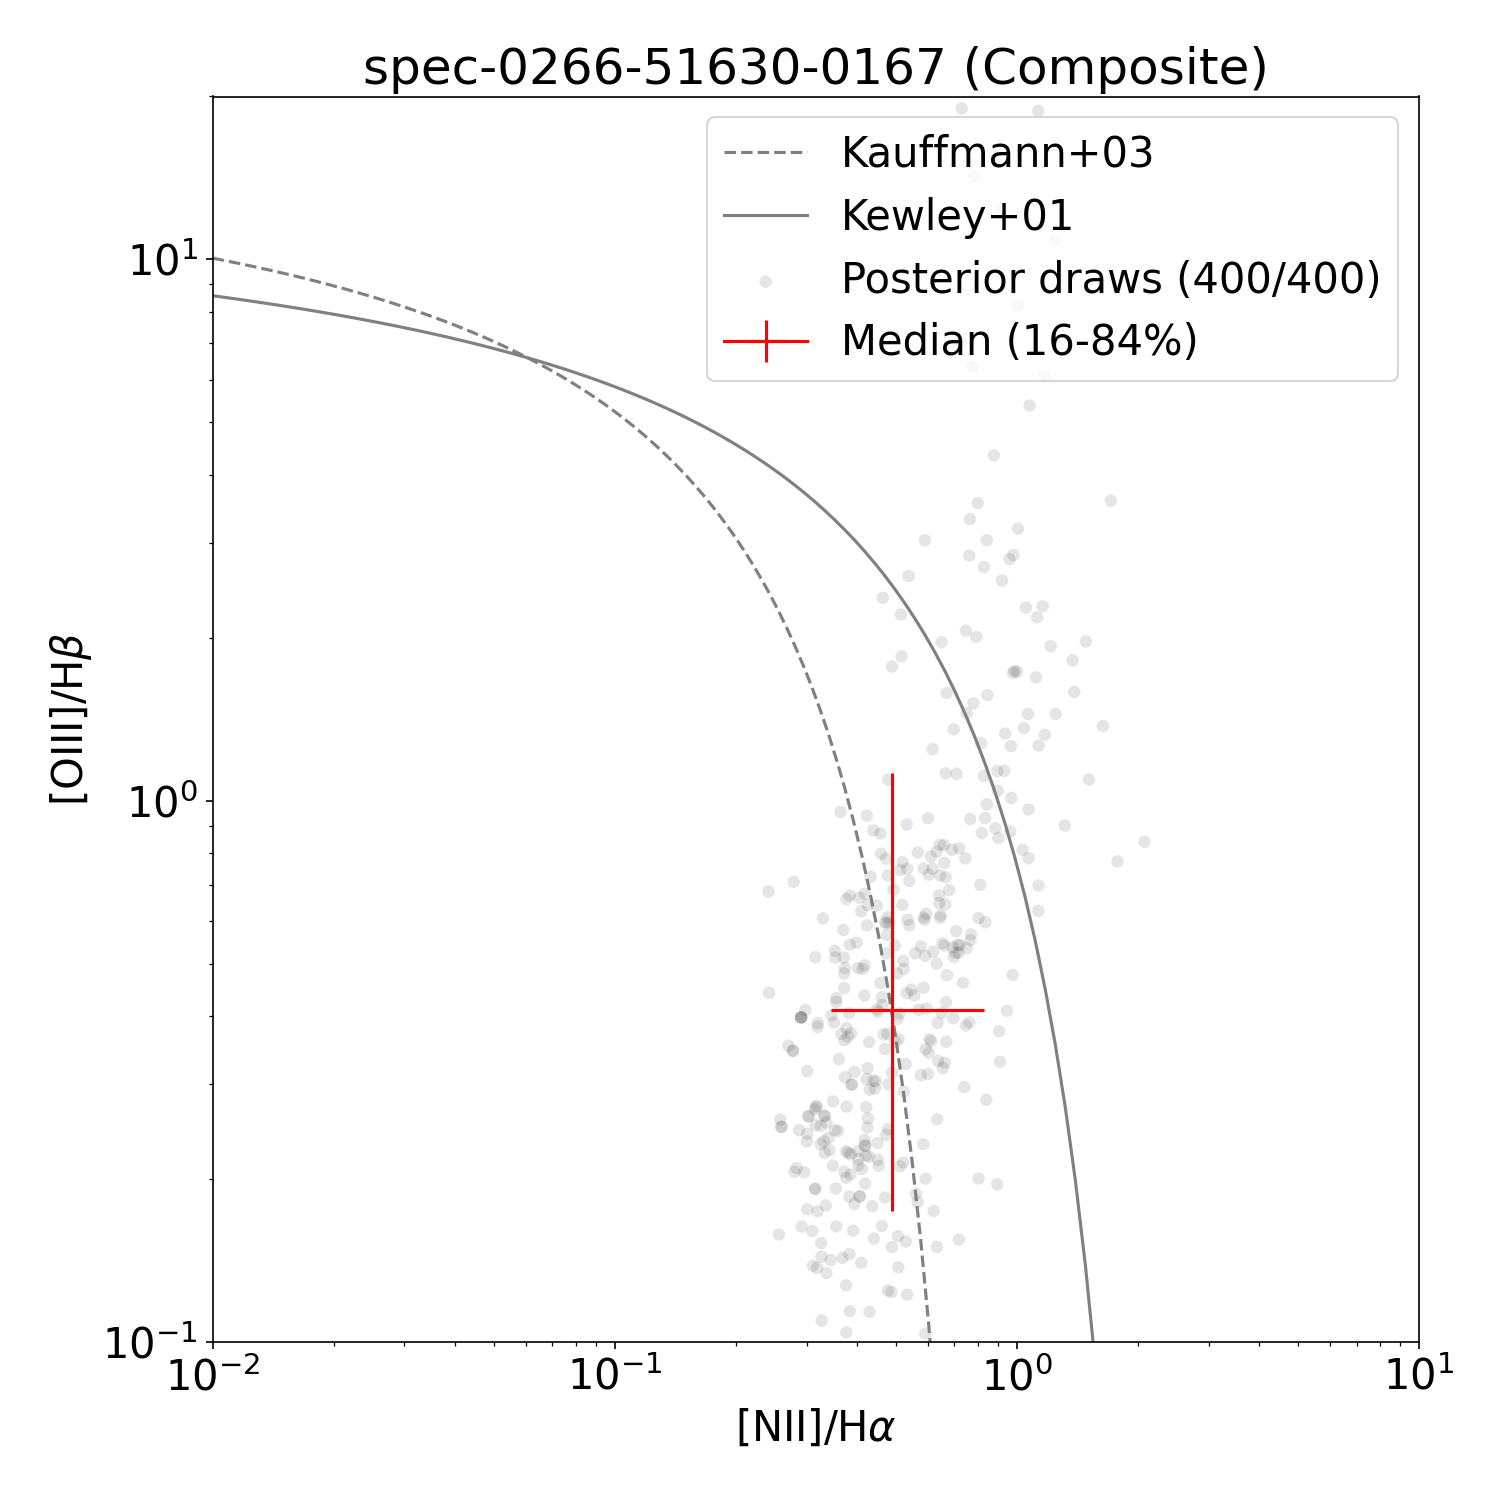 spec-0266-51630-0167 (Composite)
Kauffmann+03
Kewley+01
Posterior draws (400/400)
Median (16-84%)
[OIII]/Hβ
10¹
10⁰
10⁻¹
10⁻²
10⁻¹
10⁰
10¹
[NII]/Hα